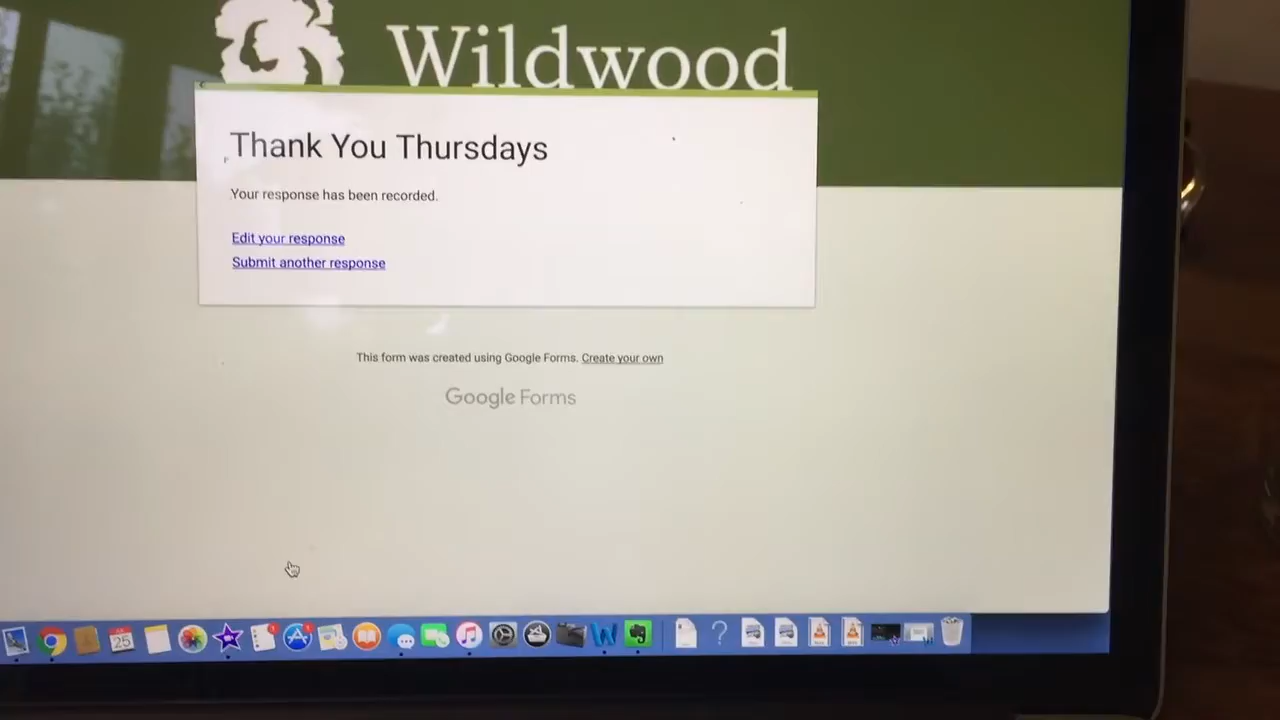 Wildwood
Thank You Thursdays
Your response has been recorded.
Edit your response
Submit another response
This form was created using Google Forms. Create your own
Google Forms
25